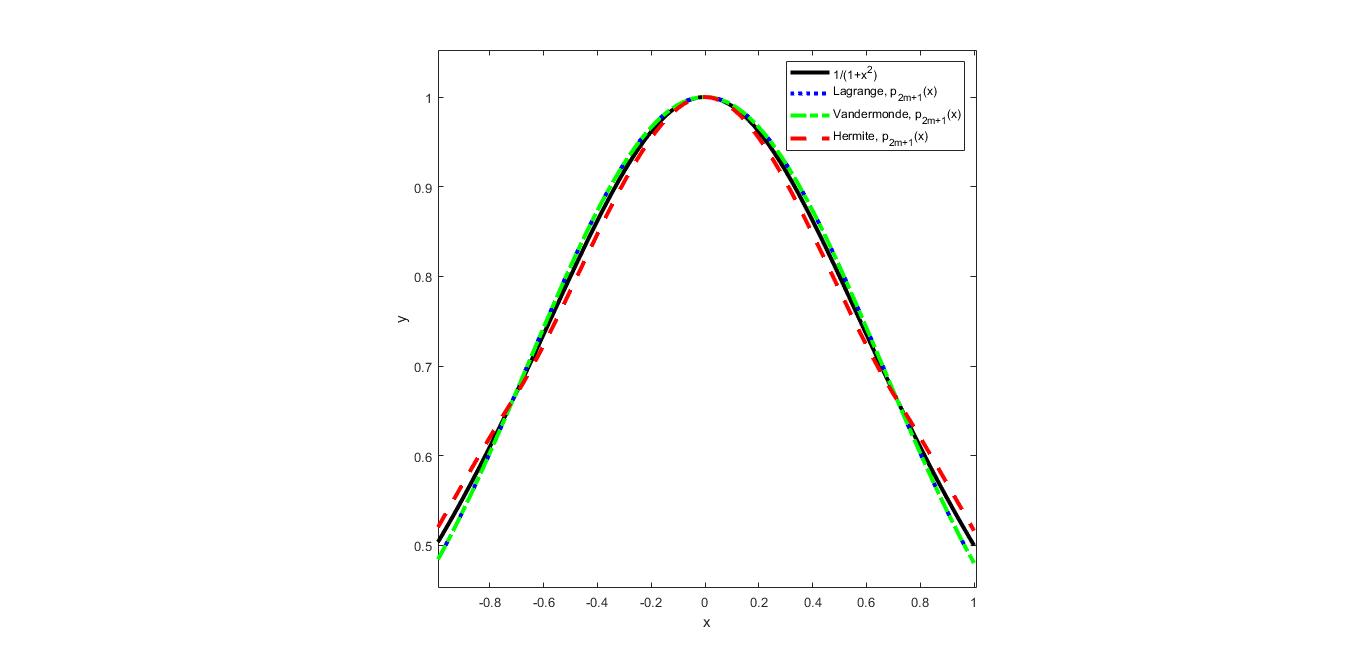 1/(1+x²)
Lagrange, p₂ₘ₊₁(x)
Vandermonde, p₂ₘ₊₁(x)
Hermite, p₂ₘ₊₁(x)
1
0.9
0.8
0.7
0.6
0.5
y
-0.8 -0.6 -0.4 -0.2 0 0.2 0.4 0.6 0.8 1
x